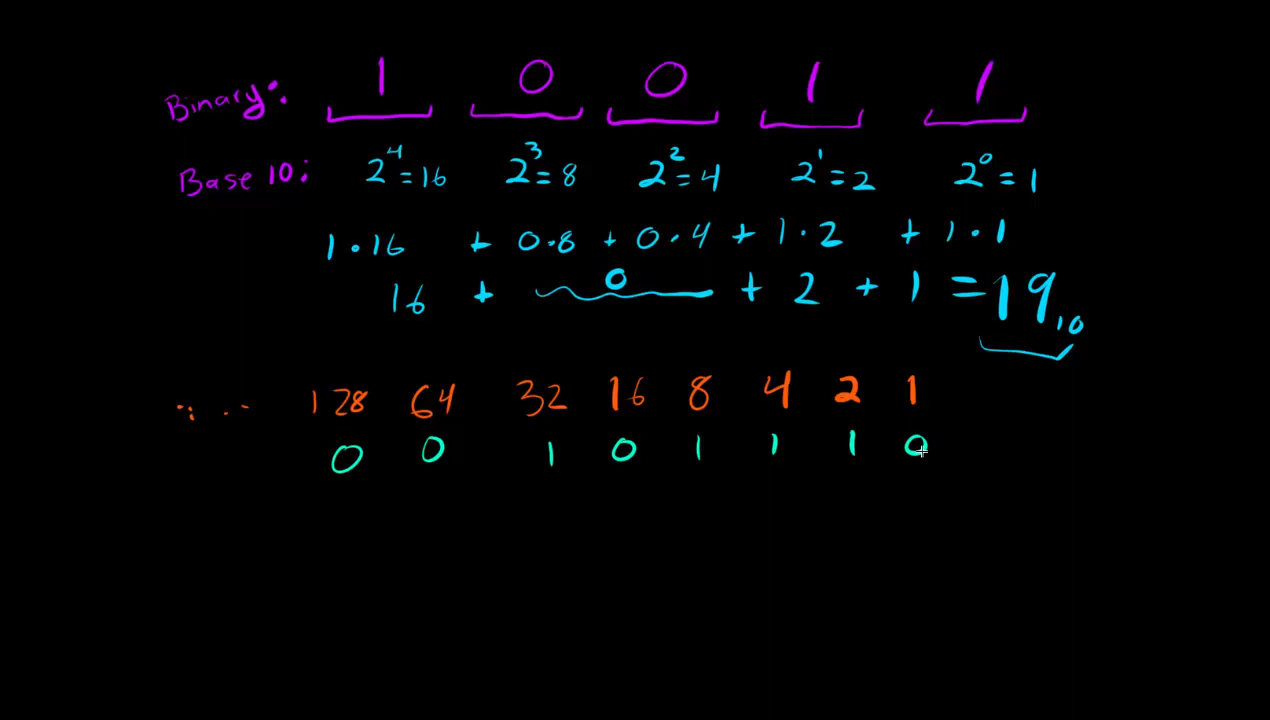 Binary: 1 0 0 1 1
Base 10: 2⁴=16 2³=8 2²=4 2¹=2 2⁰=1
1·16 + 0·8 + 0·4 + 1·2 + 1·1
16 + 0 + 2 + 1 = 19₁₀
... 128 64 32 16 8 4 2 1
0 0 1 0 1 1 1 0